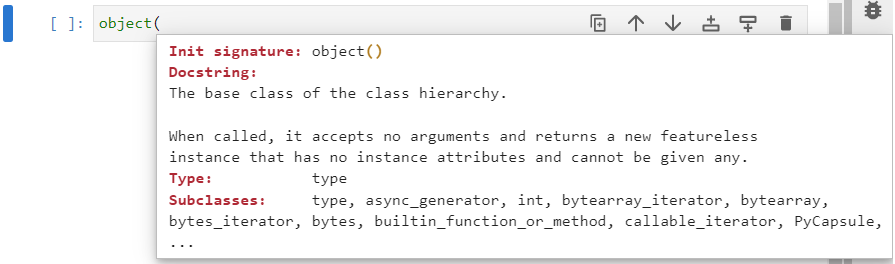 [ ]: object(
Init signature: object()
Docstring:
The base class of the class hierarchy.
When called, it accepts no arguments and returns a new featureless
instance that has no instance attributes and cannot be given any.
Type: type
Subclasses: type, async_generator, int, bytearray_iterator, bytearray,
bytes_iterator, bytes, builtin_function_or_method, callable_iterator, PyCapsule,
...